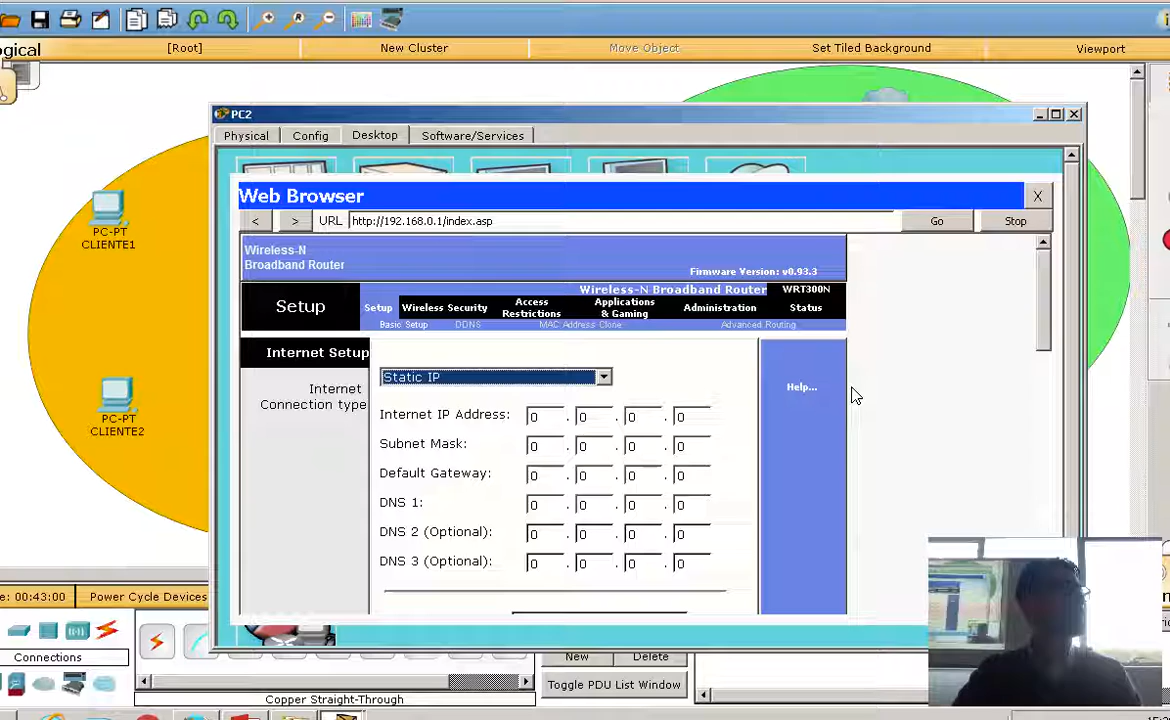 ogical
[Root]
New Cluster
Move Object
Set Tiled Background
Viewport
PC2
Physical
Config
Desktop
Software/Services
Web Browser
X
<
>
URL
http://192.168.0.1/index.asp
Go
Stop
Wireless-N
Broadband Router
Firmware Version: v0.93.3
Wireless-N Broadband Router
WRT300N
Setup
Setup
Wireless Security
Access
Restrictions
Applications
& Gaming
Administration
Status
Basic Setup
DDNS
MAC Address Clone
Advanced Routing
Internet Setup
Internet
Connection type
Static IP
Help...
Internet IP Address: 0 . 0 . 0 . 0
Subnet Mask: 0 . 0 . 0 . 0
Default Gateway: 0 . 0 . 0 . 0
DNS 1: 0 . 0 . 0 . 0
DNS 2 (Optional): 0 . 0 . 0 . 0
DNS 3 (Optional): 0 . 0 . 0 . 0
PC-PT
CLIENTE1
PC-PT
CLIENTE2
e: 00:43:00
Power Cycle Devices
Connections
Copper Straight-Through
New
Delete
Toggle PDU List Window